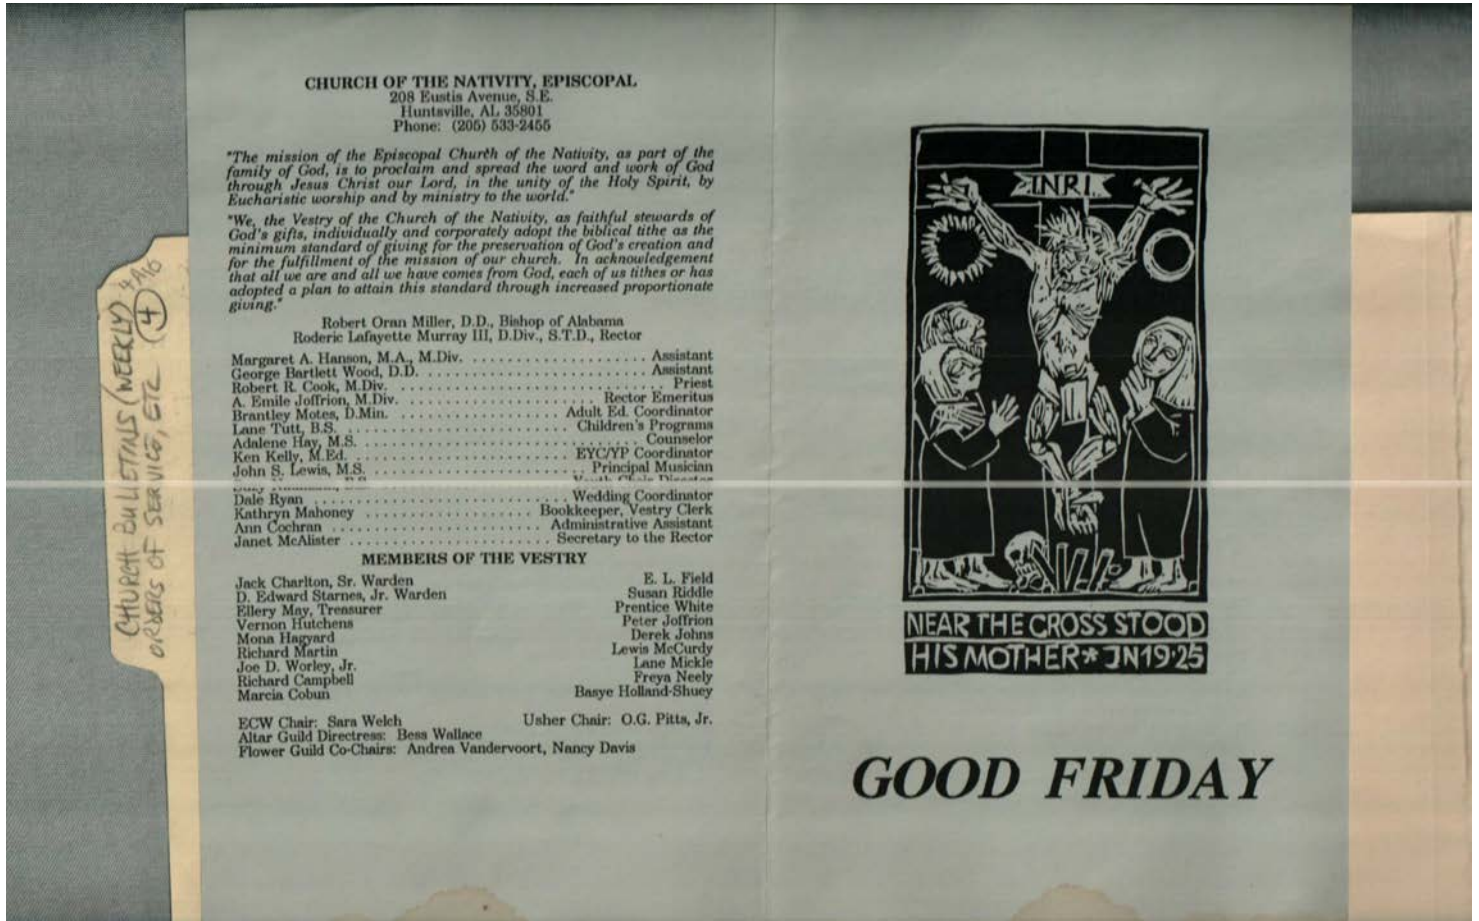 CHURCH OF THE NATIVITY, EPISCOPAL
208 Eustis Avenue, S.E.
Huntsville, AL 35801
Phone: (205) 533-2455
"The mission of the Episcopal Church of the Nativity, as part of the
family of God, is to proclaim and spread the word and work of God
through Jesus Christ our Lord, in the unity of the Holy Spirit, by
Eucharistic worship and by ministry to the world."
"We, the Vestry of the Church of the Nativity, as faithful stewards of
God's gifts, individually and corporately adopt the biblical tithe as the
minimum standard of giving for the preservation of God's creation and
for the fulfillment of the mission of our church. In acknowledgement
that all we are and all we have comes from God, each of us tithes or has
adopted a plan to attain this standard through increased proportionate
giving."
Robert Oran Miller, D.D., Bishop of Alabama
Roderic Lafayette Murray III, D.Div., S.T.D., Rector
Margaret A. Hanson, M.A., M.Div. . . . . . . . . . . . . . . . . . . . . . Assistant
George Bartlett Wood, D.D. . . . . . . . . . . . . . . . . . . . . . . . . . . Assistant
Robert R. Cook, M.Div. . . . . . . . . . . . . . . . . . . . . . . . . . . . . . . . Priest
A. Emile Joffrion, M.Div. . . . . . . . . . . . . . . . . . . . . . . . Rector Emeritus
Brantley Motes, D.Min. . . . . . . . . . . . . . . . . . . . Adult Ed. Coordinator
Lane Tutt, B.S. . . . . . . . . . . . . . . . . . . . . . . . . . Children's Programs
Adalene Hay, M.S. . . . . . . . . . . . . . . . . . . . . . . . . . . . . . . . Counselor
Ken Kelly, M.Ed. . . . . . . . . . . . . . . . . . . . . . . . . EYC/YP Coordinator
John S. Lewis, M.S. . . . . . . . . . . . . . . . . . . . . . . . . Principal Musician
Youth Choir Director
Dale Ryan . . . . . . . . . . . . . . . . . . . . . . . . . . . . Wedding Coordinator
Kathryn Mahoney . . . . . . . . . . . . . . . . . . Bookkeeper, Vestry Clerk
Ann Cochran . . . . . . . . . . . . . . . . . . . . . . . . . Administrative Assistant
Janet McAlister . . . . . . . . . . . . . . . . . . . . . . . . Secretary to the Rector
MEMBERS OF THE VESTRY
Jack Charlton, Sr. Warden E. L. Field
D. Edward Starnes, Jr. Warden Susan Riddle
Ellery May, Treasurer Prentice White
Vernon Hutchens Peter Joffrion
Mona Hagyard Derek Johns
Richard Martin Lewis McCurdy
Joe D. Worley, Jr. Lane Mickle
Richard Campbell Freya Neely
Marcia Cobun Basye Holland-Shuey
ECW Chair: Sara Welch Usher Chair: O.G. Pitts, Jr.
Altar Guild Directress: Bess Wallace
Flower Guild Co-Chairs: Andrea Vandervoort, Nancy Davis
I.N.R.I.
NEAR THE CROSS STOOD
HIS MOTHER * JN 19·25
GOOD FRIDAY
CHURCH BULLETINS (WEEKLY)
ORDERS OF SERVICE, ETC 4